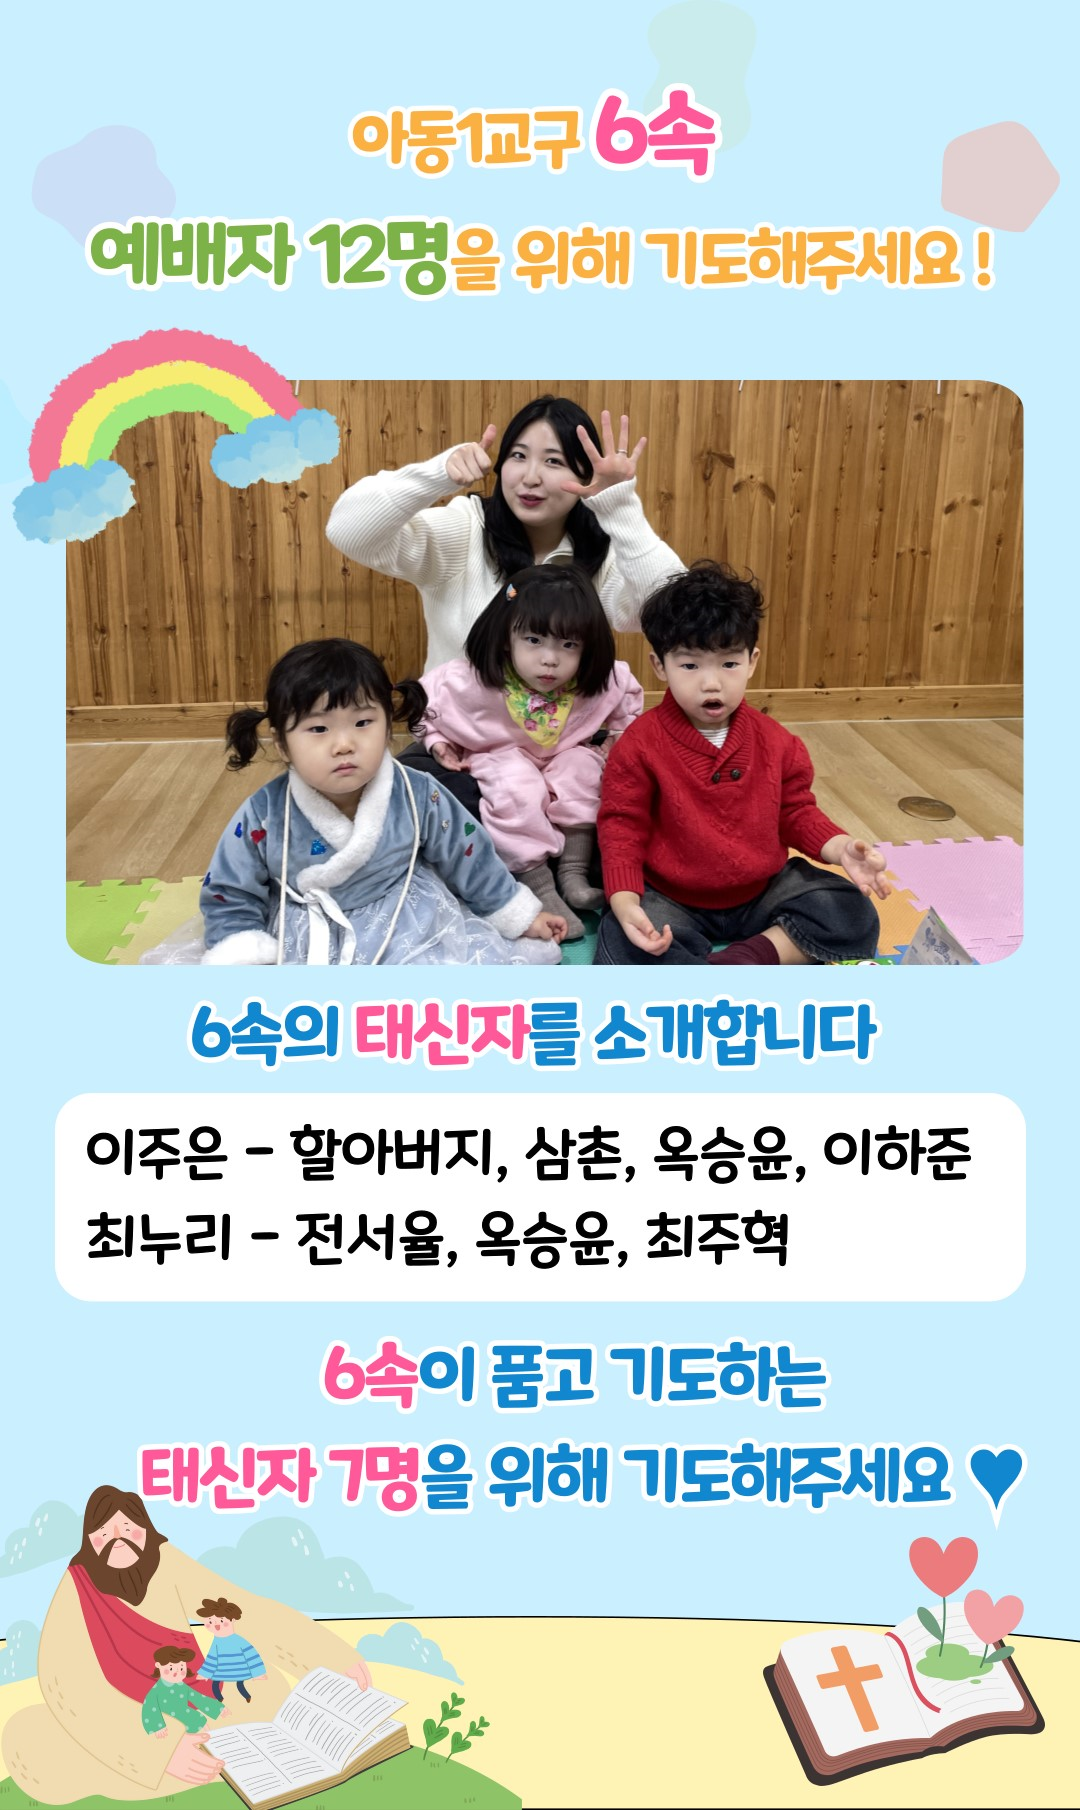 아동1교구 6속
예배자 12명을 위해 기도해주세요!
6속의 태신자를 소개합니다
이주은 - 할아버지, 삼촌, 옥승윤, 이하준
최누리 - 전서율, 옥승윤, 최주혁
6속이 품고 기도하는
태신자 7명을 위해 기도해주세요♥